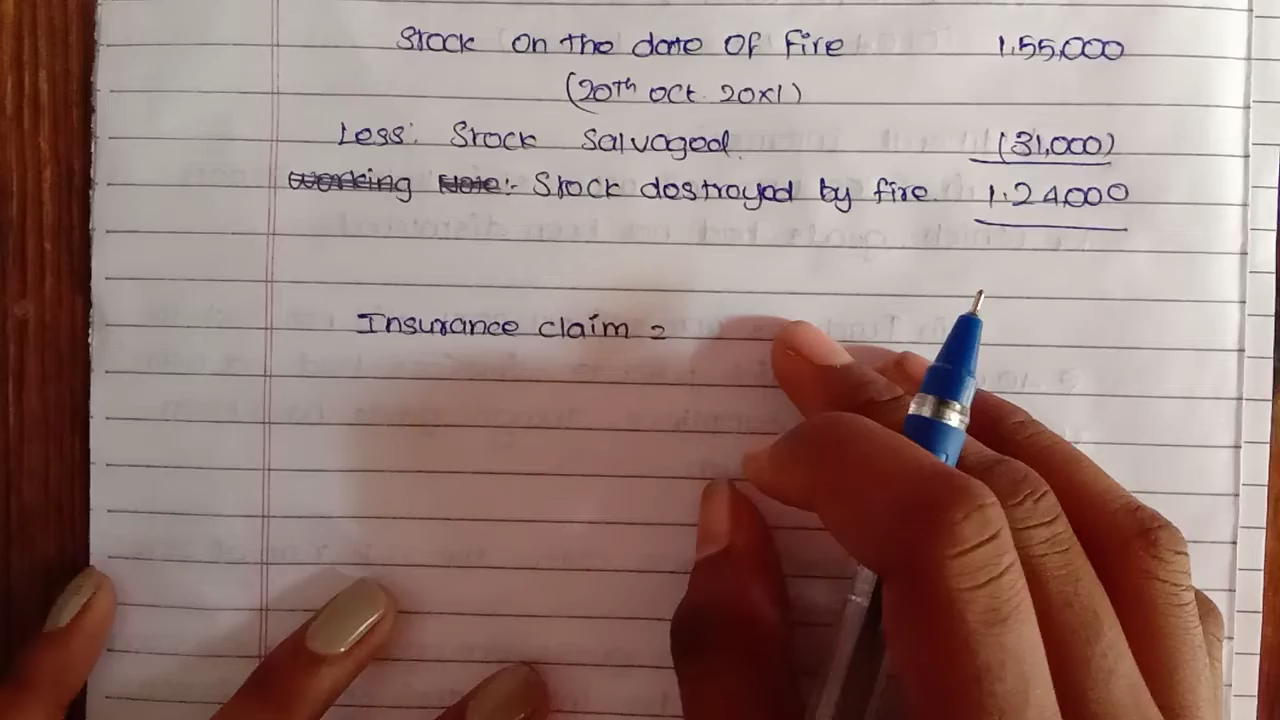 Stock on the date of fire 1,55,000
(20th oct. 20x1)
Less: Stock Salvaged. (31,000)
working Note:- Stock destroyed by fire. 1.24,000
Insurance claim =